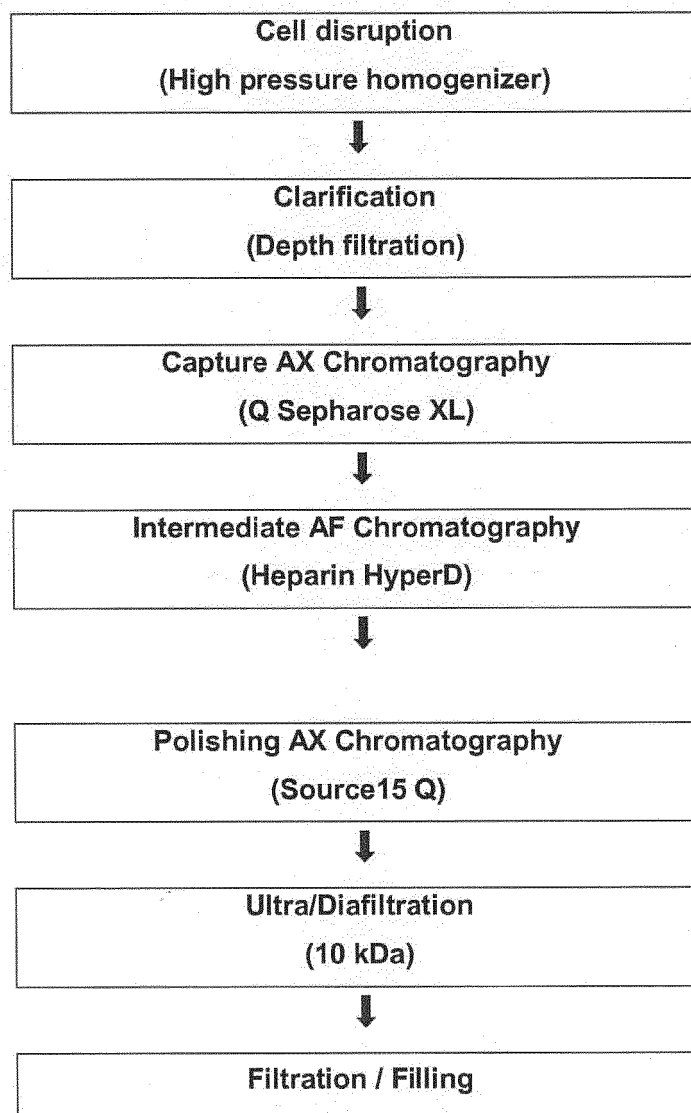 Cell disruption
(High pressure homogenizer)
Clarification
(Depth filtration)
Capture AX Chromatography
(Q Sepharose XL)
Intermediate AF Chromatography
(Heparin HyperD)
Polishing AX Chromatography
(Source15 Q)
Ultra/Diafiltration
(10 kDa)
Filtration / Filling